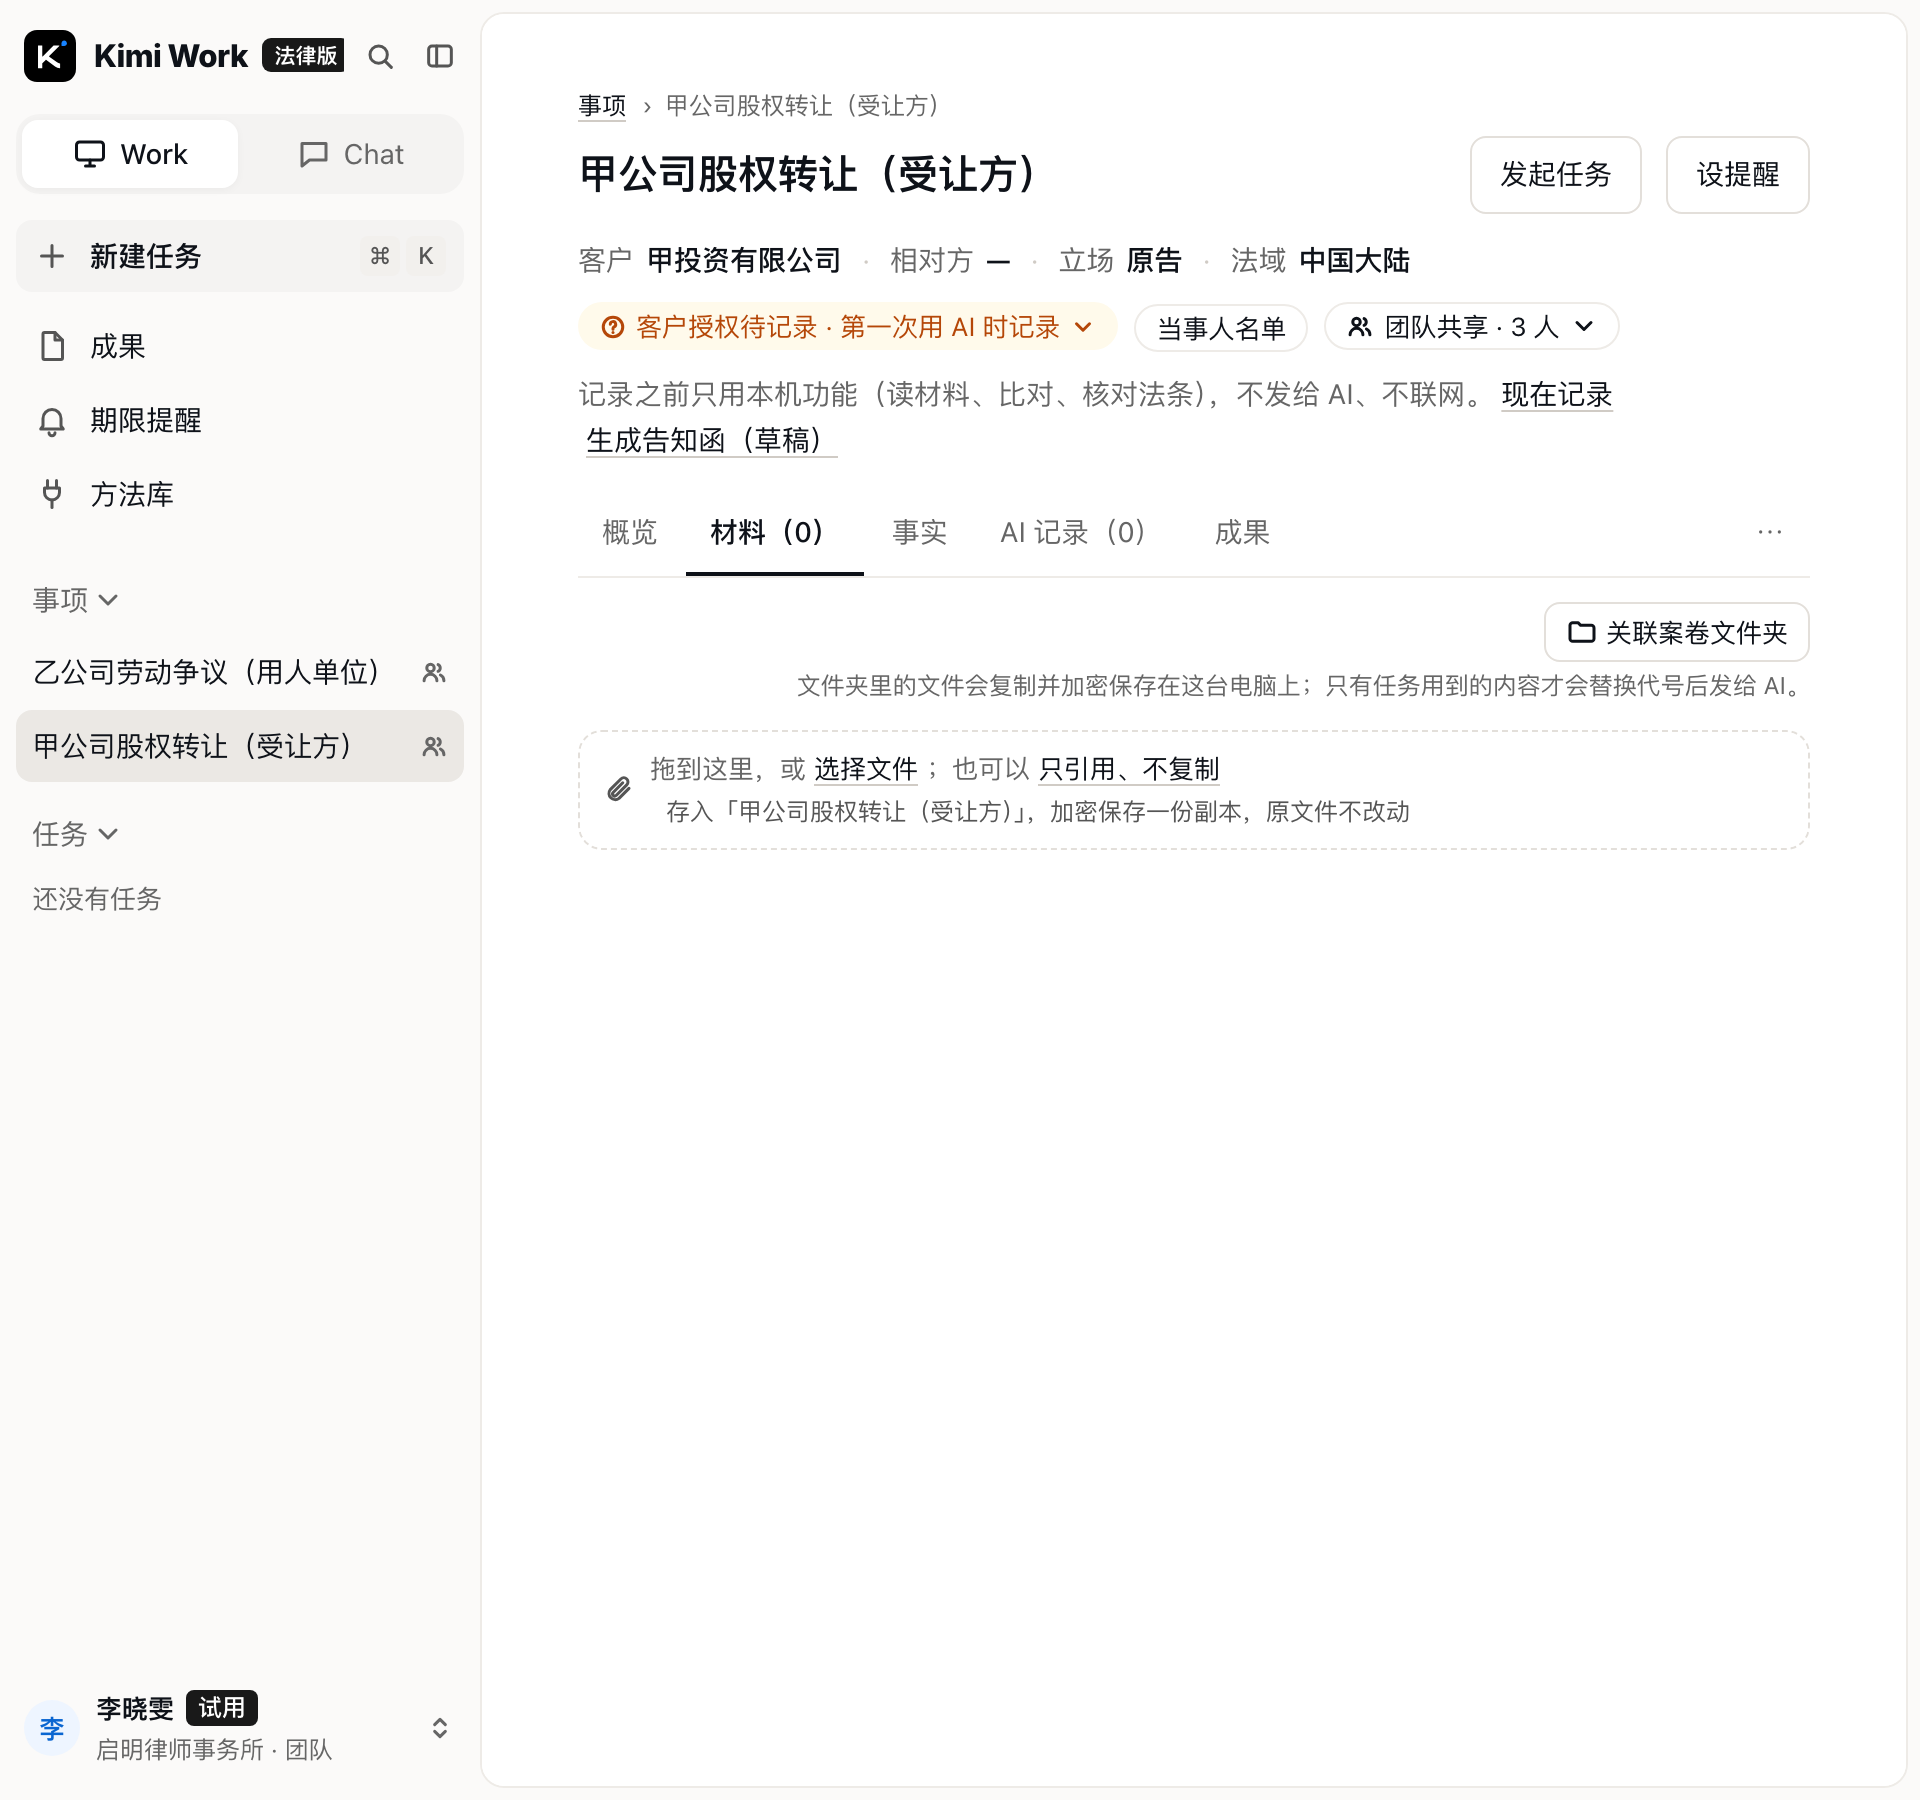 Kimi Work 法律版
Work
Chat
新建任务 ⌘ K
成果
期限提醒
方法库
事项
乙公司劳动争议（用人单位）
甲公司股权转让（受让方）
任务
还没有任务
李 李晓雯 试用
启明律师事务所 · 团队
事项 › 甲公司股权转让（受让方）
甲公司股权转让（受让方）
发起任务
设提醒
客户 甲投资有限公司 · 相对方 — · 立场 原告 · 法域 中国大陆
客户授权待记录 · 第一次用 AI 时记录
当事人名单
团队共享 · 3 人
记录之前只用本机功能（读材料、比对、核对法条），不发给 AI、不联网。 现在记录
生成告知函（草稿）
概览 材料（0） 事实 AI 记录（0） 成果 ···
关联案卷文件夹
文件夹里的文件会复制并加密保存在这台电脑上；只有任务用到的内容才会替换代号后发给 AI。
拖到这里，或 选择文件 ；也可以 只引用、不复制
存入「甲公司股权转让（受让方）」，加密保存一份副本，原文件不改动